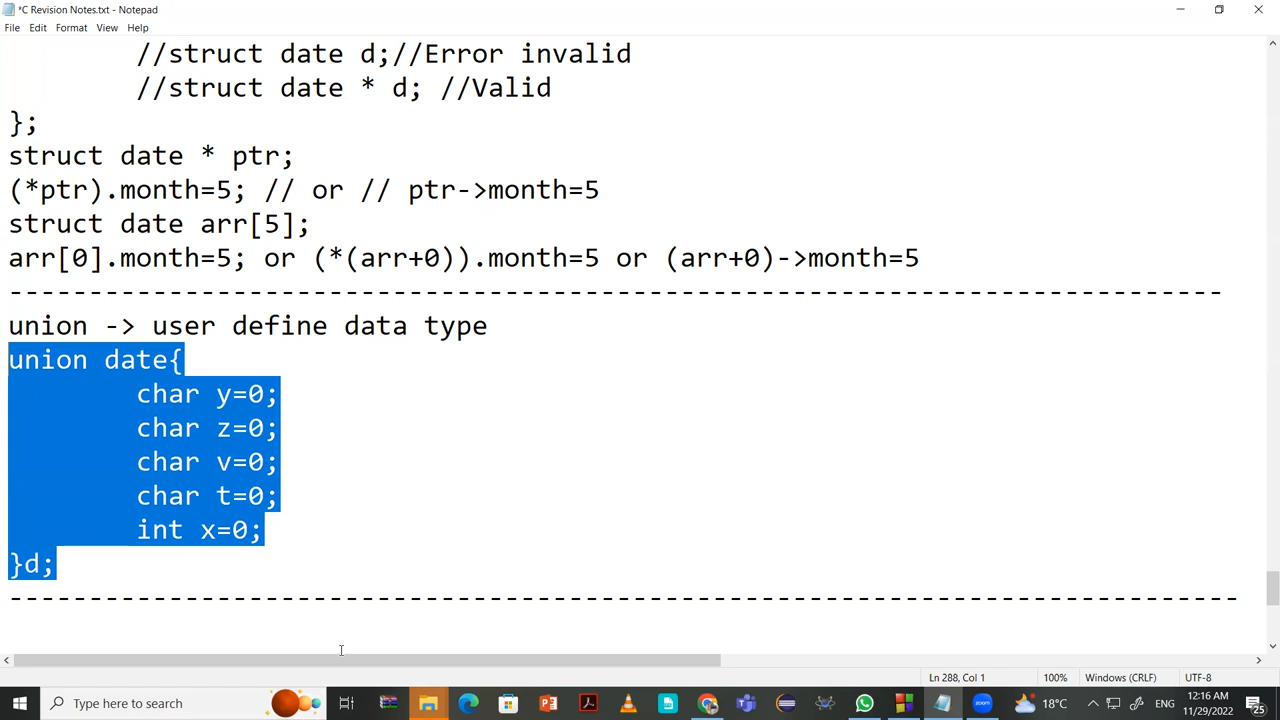 *C Revision Notes.txt - Notepad
File Edit Format View Help
//struct date d;//Error invalid
//struct date * d; //Valid
};
struct date * ptr;
(*ptr).month=5; // or // ptr->month=5
struct date arr[5];
arr[0].month=5; or (*(arr+0)).month=5 or (arr+0)->month=5
----------------------------------------------------------------------------
union -> user define data type
union date{
char y=0;
char z=0;
char v=0;
char t=0;
int x=0;
}d;
-----------------------------------------------------------------------------
Ln 288, Col 1 100% Windows (CRLF) UTF-8
Type here to search 18°C ENG 12:16 AM 11/29/2022 25